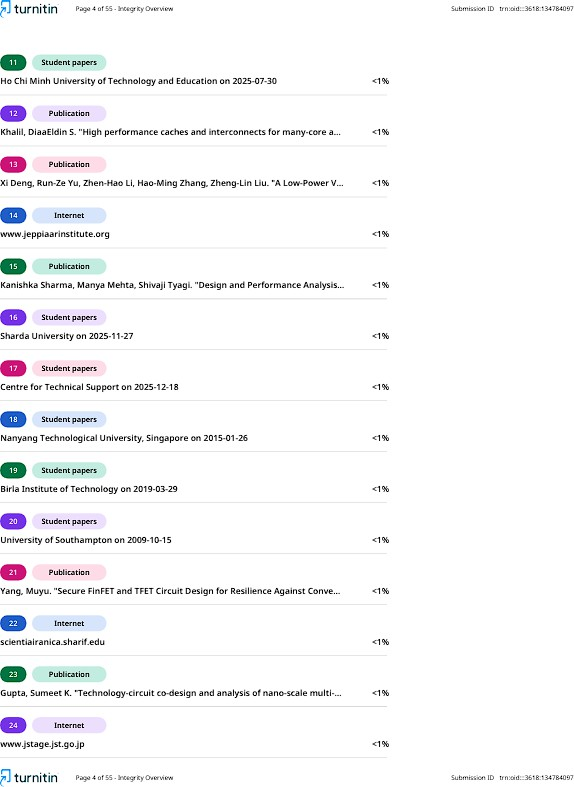 turnitin Page 4 of 55 - Integrity Overview Submission ID trn:oid:::3618:134784097
11 Student papers
Ho Chi Minh University of Technology and Education on 2025-07-30 <1%
12 Publication
Khalil, DiaaEldin S. "High performance caches and interconnects for many-core a... <1%
13 Publication
Xi Deng, Run-Ze Yu, Zhen-Hao Li, Hao-Ming Zhang, Zheng-Lin Liu. "A Low-Power V... <1%
14 Internet
www.jeppiaarinstitute.org <1%
15 Publication
Kanishka Sharma, Manya Mehta, Shivaji Tyagi. "Design and Performance Analysis... <1%
16 Student papers
Sharda University on 2025-11-27 <1%
17 Student papers
Centre for Technical Support on 2025-12-18 <1%
18 Student papers
Nanyang Technological University, Singapore on 2015-01-26 <1%
19 Student papers
Birla Institute of Technology on 2019-03-29 <1%
20 Student papers
University of Southampton on 2009-10-15 <1%
21 Publication
Yang, Muyu. "Secure FinFET and TFET Circuit Design for Resilience Against Conve... <1%
22 Internet
scientiairanica.sharif.edu <1%
23 Publication
Gupta, Sumeet K. "Technology-circuit co-design and analysis of nano-scale multi-... <1%
24 Internet
www.jstage.jst.go.jp <1%
turnitin Page 4 of 55 - Integrity Overview Submission ID trn:oid:::3618:134784097